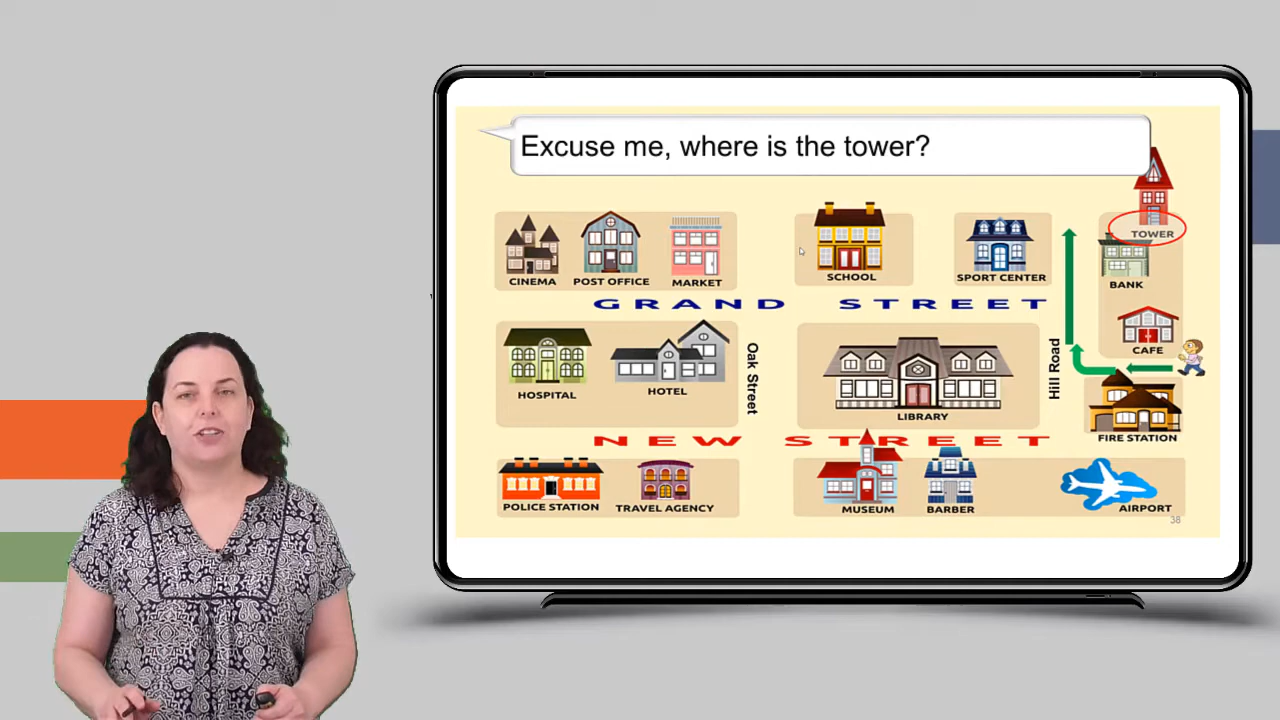 Excuse me, where is the tower?
TOWER
CINEMA
POST OFFICE
MARKET
SCHOOL
SPORT CENTER
BANK
GRAND STREET
CAFE
HOSPITAL
HOTEL
Oak Street
LIBRARY
Hill Road
FIRE STATION
NEW STREET
POLICE STATION
TRAVEL AGENCY
MUSEUM
BARBER
AIRPORT
38